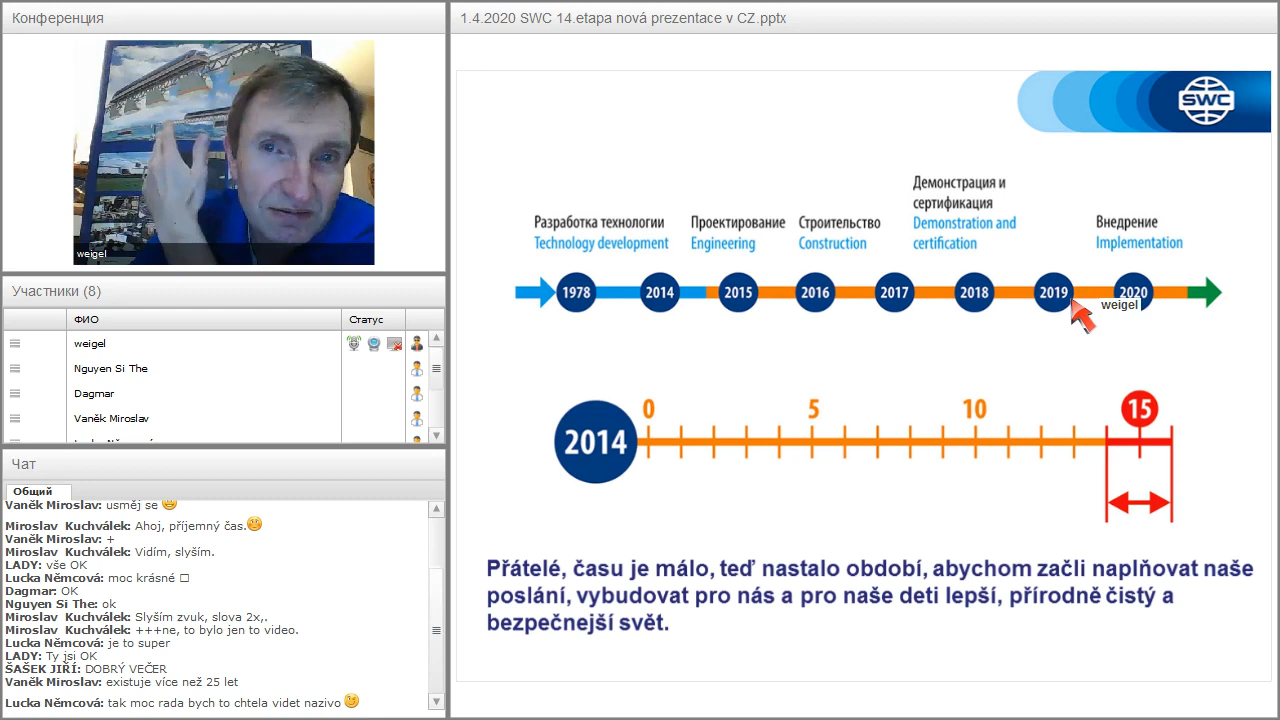 Конференция
weigel
Участники (8)
ФИО Статус
weigel
Nguyen Si The
Dagmar
Vaněk Miroslav
Чат
Общий
Vaněk Miroslav: usměj se
Miroslav Kuchválek: Ahoj, příjemný čas.
Vaněk Miroslav: +
Miroslav Kuchválek: Vidím, slyším.
LADY: vše OK
Lucka Němcová: moc krásné □
Dagmar: OK
Nguyen Si The: ok
Miroslav Kuchválek: Slyším zvuk, slova 2x,.
Miroslav Kuchválek: +++ne, to bylo jen to video.
Lucka Němcová: je to super
LADY: Ty jsi OK
ŠAŠEK JIŘÍ: DOBRÝ VEČER
Vaněk Miroslav: existuje více než 25 let
Lucka Němcová: tak moc rada bych to chtela videt nazivo
1.4.2020 SWC 14.etapa nová prezentace v CZ.pptx
SWC
Разработка технологии
Technology development
Проектирование
Engineering
Строительство
Construction
Демонстрация и
сертификация
Demonstration and
certification
Внедрение
Implementation
1978 2014 2015 2016 2017 2018 2019 2020
weigel
2014 0 5 10 15
Přátelé, času je málo, teď nastalo období, abychom začli naplňovat naše
poslání, vybudovat pro nás a pro naše deti lepší, přírodně čistý a
bezpečnejší svět.